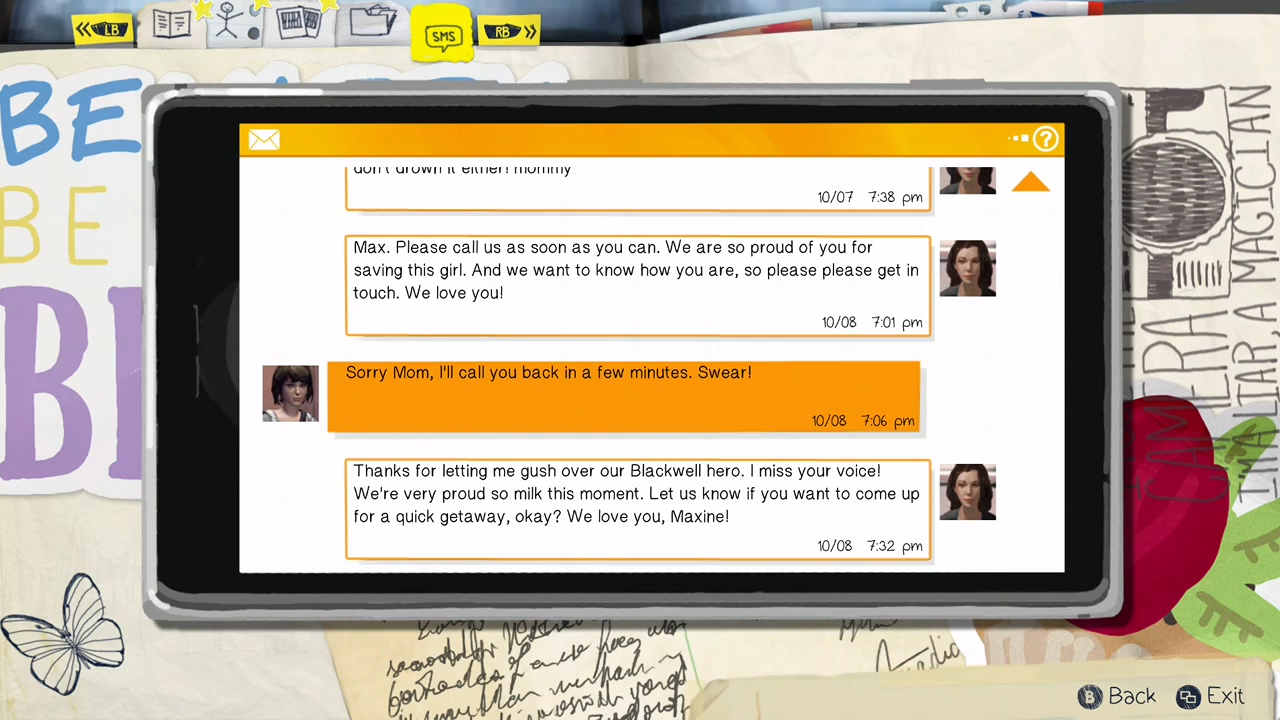 LB
SMS
RB
BE
BE
don't drown it either! mommy
10/07 7:38 pm
Max. Please call us as soon as you can. We are so proud of you for
saving this girl. And we want to know how you are, so please please get in
touch. We love you!
10/08 7:01 pm
Sorry Mom, I'll call you back in a few minutes. Swear!
10/08 7:06 pm
Thanks for letting me gush over our Blackwell hero. I miss your voice!
We're very proud so milk this moment. Let us know if you want to come up
for a quick getaway, okay? We love you, Maxine!
10/08 7:32 pm
?
CAMERA
LIAR, A MAGICIAN
B Back
Exit